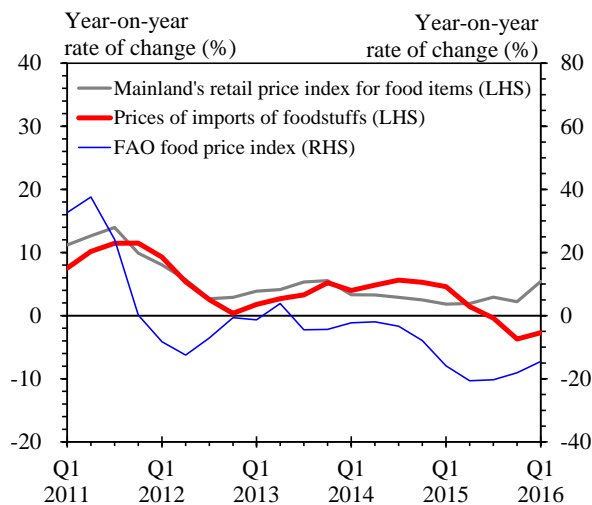 Year-on-year
rate of change (%)
Year-on-year
rate of change (%)
40
80
Mainland's retail price index for food items (LHS)
Prices of imports of foodstuffs (LHS)
FAO food price index (RHS)
30
60
20
40
10
20
0
0
-10
-20
-20
-40
Q1 Q1 Q1 Q1 Q1 Q1
2011 2012 2013 2014 2015 2016